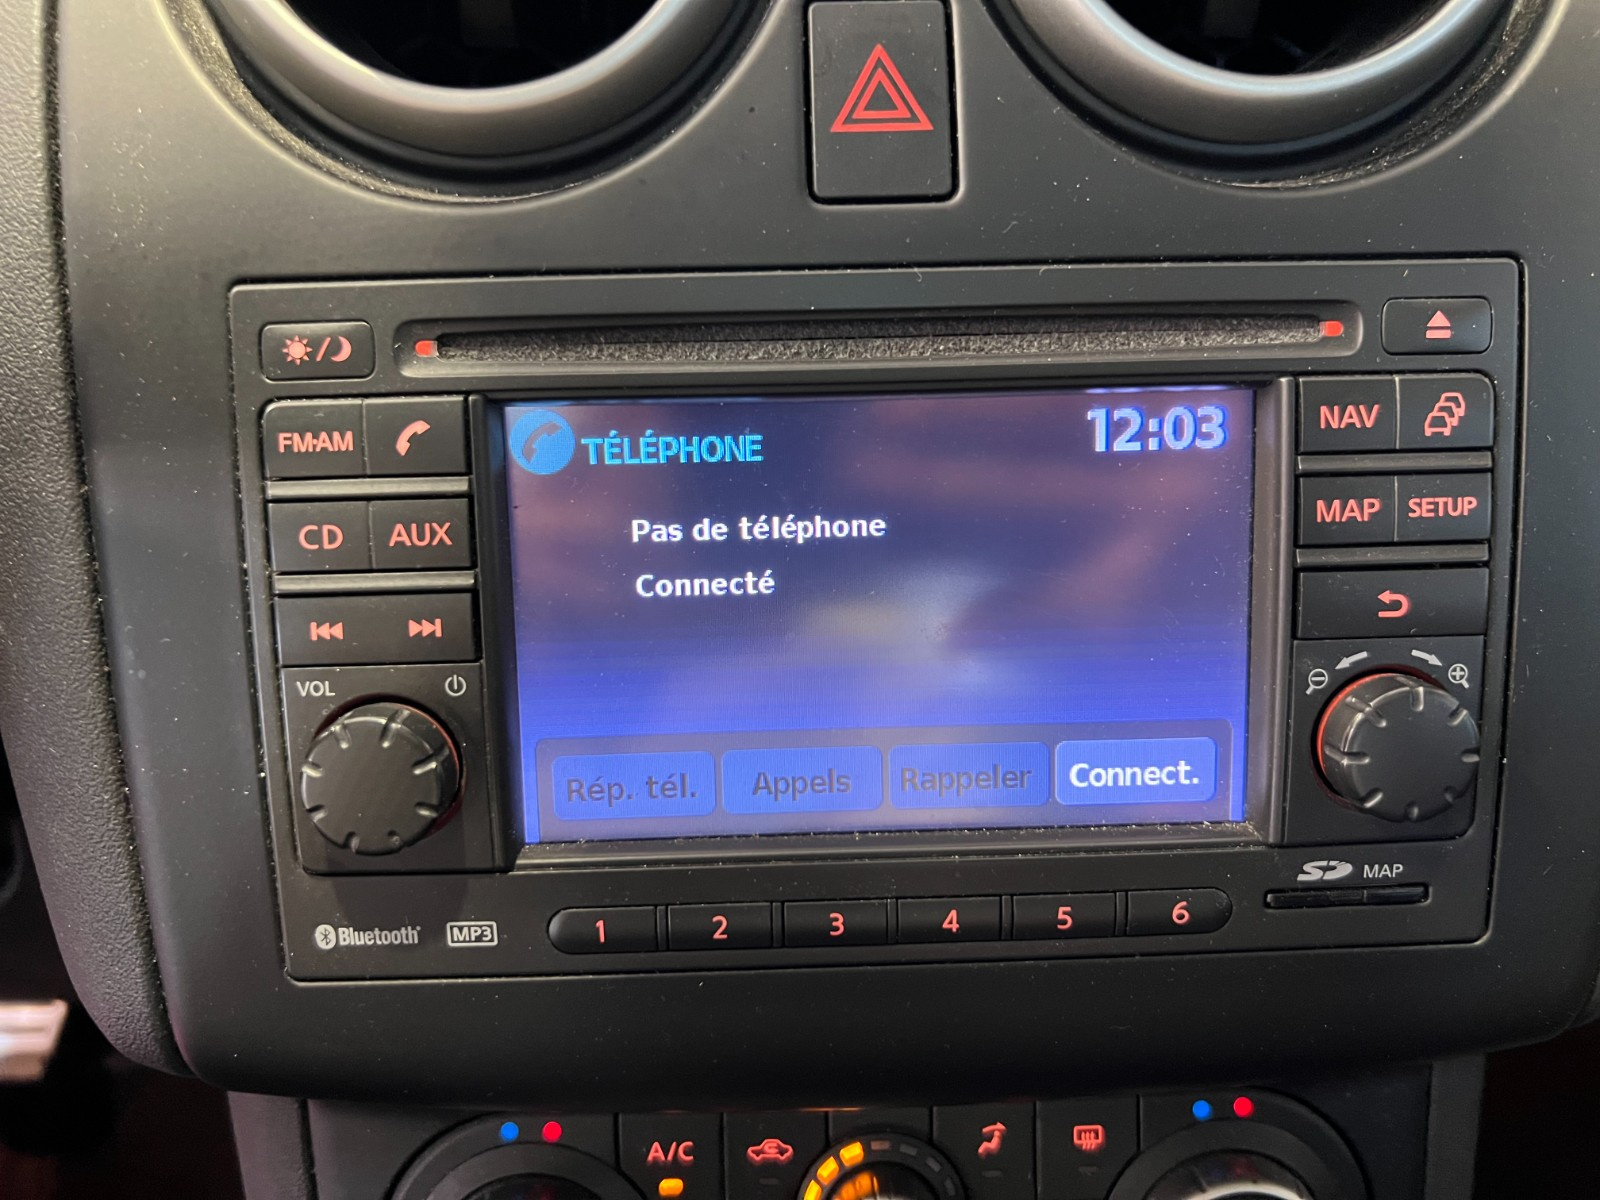 FM·AM
CD
AUX
VOL
TÉLÉPHONE
12:03
Pas de téléphone
Connecté
Rép. tél.
Appels
Rappeler
Connect.
NAV
MAP
SETUP
SD MAP
Bluetooth
MP3
1
2
3
4
5
6
A/C